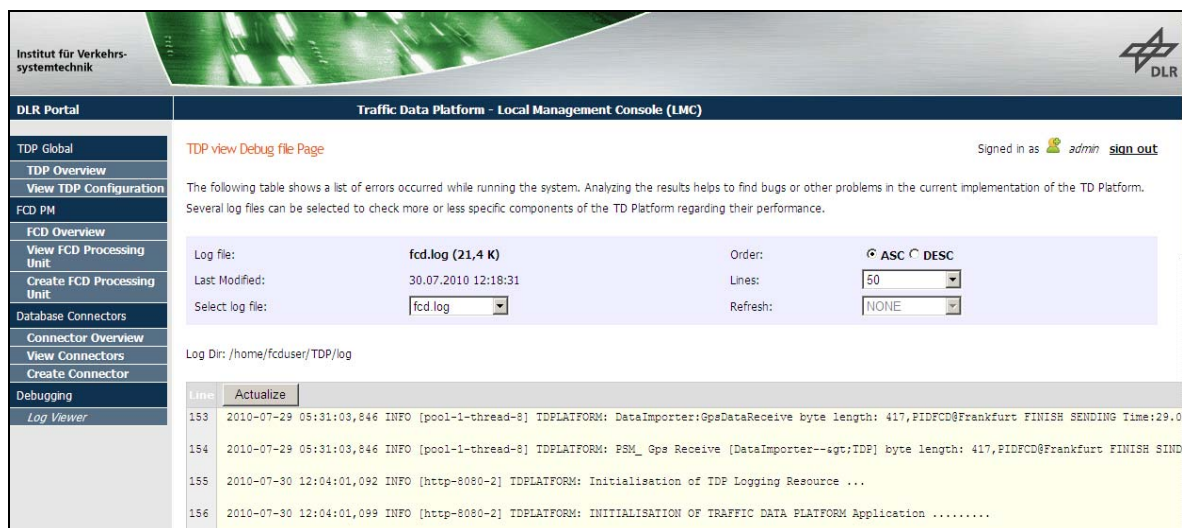 Institut für Verkehrs-
systemtechnik
DLR
DLR Portal
Traffic Data Platform - Local Management Console (LMC)
TDP Global
TDP Overview
View TDP Configuration
FCD PM
FCD Overview
View FCD Processing
Unit
Create FCD Processing
Unit
Database Connectors
Connector Overview
View Connectors
Create Connector
Debugging
Log Viewer
TDP view Debug file Page
Signed in as admin sign out
The following table shows a list of errors occurred while running the system. Analyzing the results helps to find bugs or other problems in the current implementation of the TD Platform.
Several log files can be selected to check more or less specific components of the TD Platform regarding their performance.
Log file: fcd.log (21,4 K) Order: ASC DESC
Last Modified: 30.07.2010 12:18:31 Lines: 50
Select log file: fcd.log Refresh: NONE
Log Dir: /home/fcduser/TDP/log
Line Actualize
153 2010-07-29 05:31:03,846 INFO [pool-1-thread-8] TDPLATFORM: DataImporter:GpsDataReceive byte length: 417,PIDFCD@Frankfurt FINISH SENDING Time:29.0
154 2010-07-29 05:31:03,846 INFO [pool-1-thread-8] TDPLATFORM: PSM_ Gps Receive [DataImporter--&gt;TDP] byte length: 417,PIDFCD@Frankfurt FINISH SIND
155 2010-07-30 12:04:01,092 INFO [http-8080-2] TDPLATFORM: Initialisation of TDP Logging Resource ...
156 2010-07-30 12:04:01,099 INFO [http-8080-2] TDPLATFORM: INITIALISATION OF TRAFFIC DATA PLATFORM Application .........